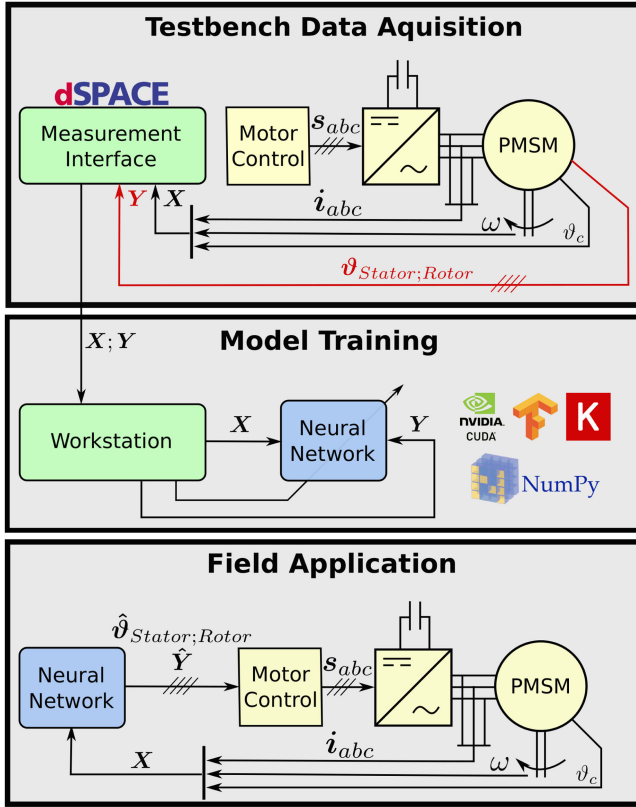 Testbench Data Aquisition
dSPACE
Measurement
Interface
Motor
Control
s_abc
PMSM
Y
X
i_abc
ω
ϑ_c
ϑ_Stator;Rotor
X;Y
Model Training
Workstation
X
Neural
Network
Y
NVIDIA.
CUDA
K
NumPy
Field Application
ϑ̂_Stator;Rotor
Ŷ
Neural
Network
Motor
Control
s_abc
PMSM
i_abc
X
ω
ϑ_c